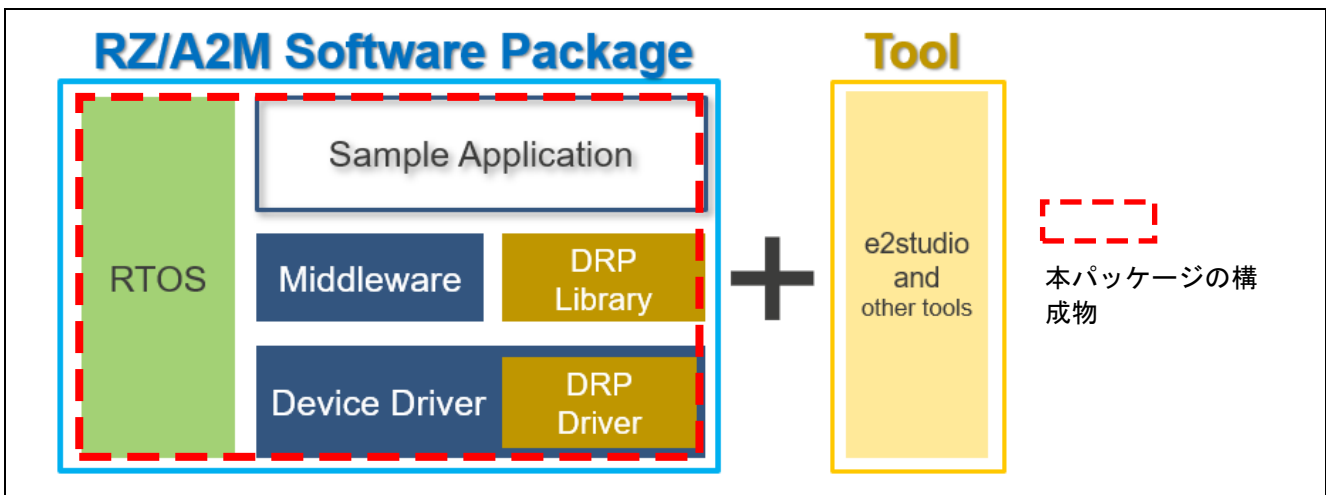 RZ/A2M Software Package
Tool
RTOS
Sample Application
Middleware
DRP
Library
Device Driver
DRP
Driver
+
e2studio
and
other tools
本パッケージの構
成物